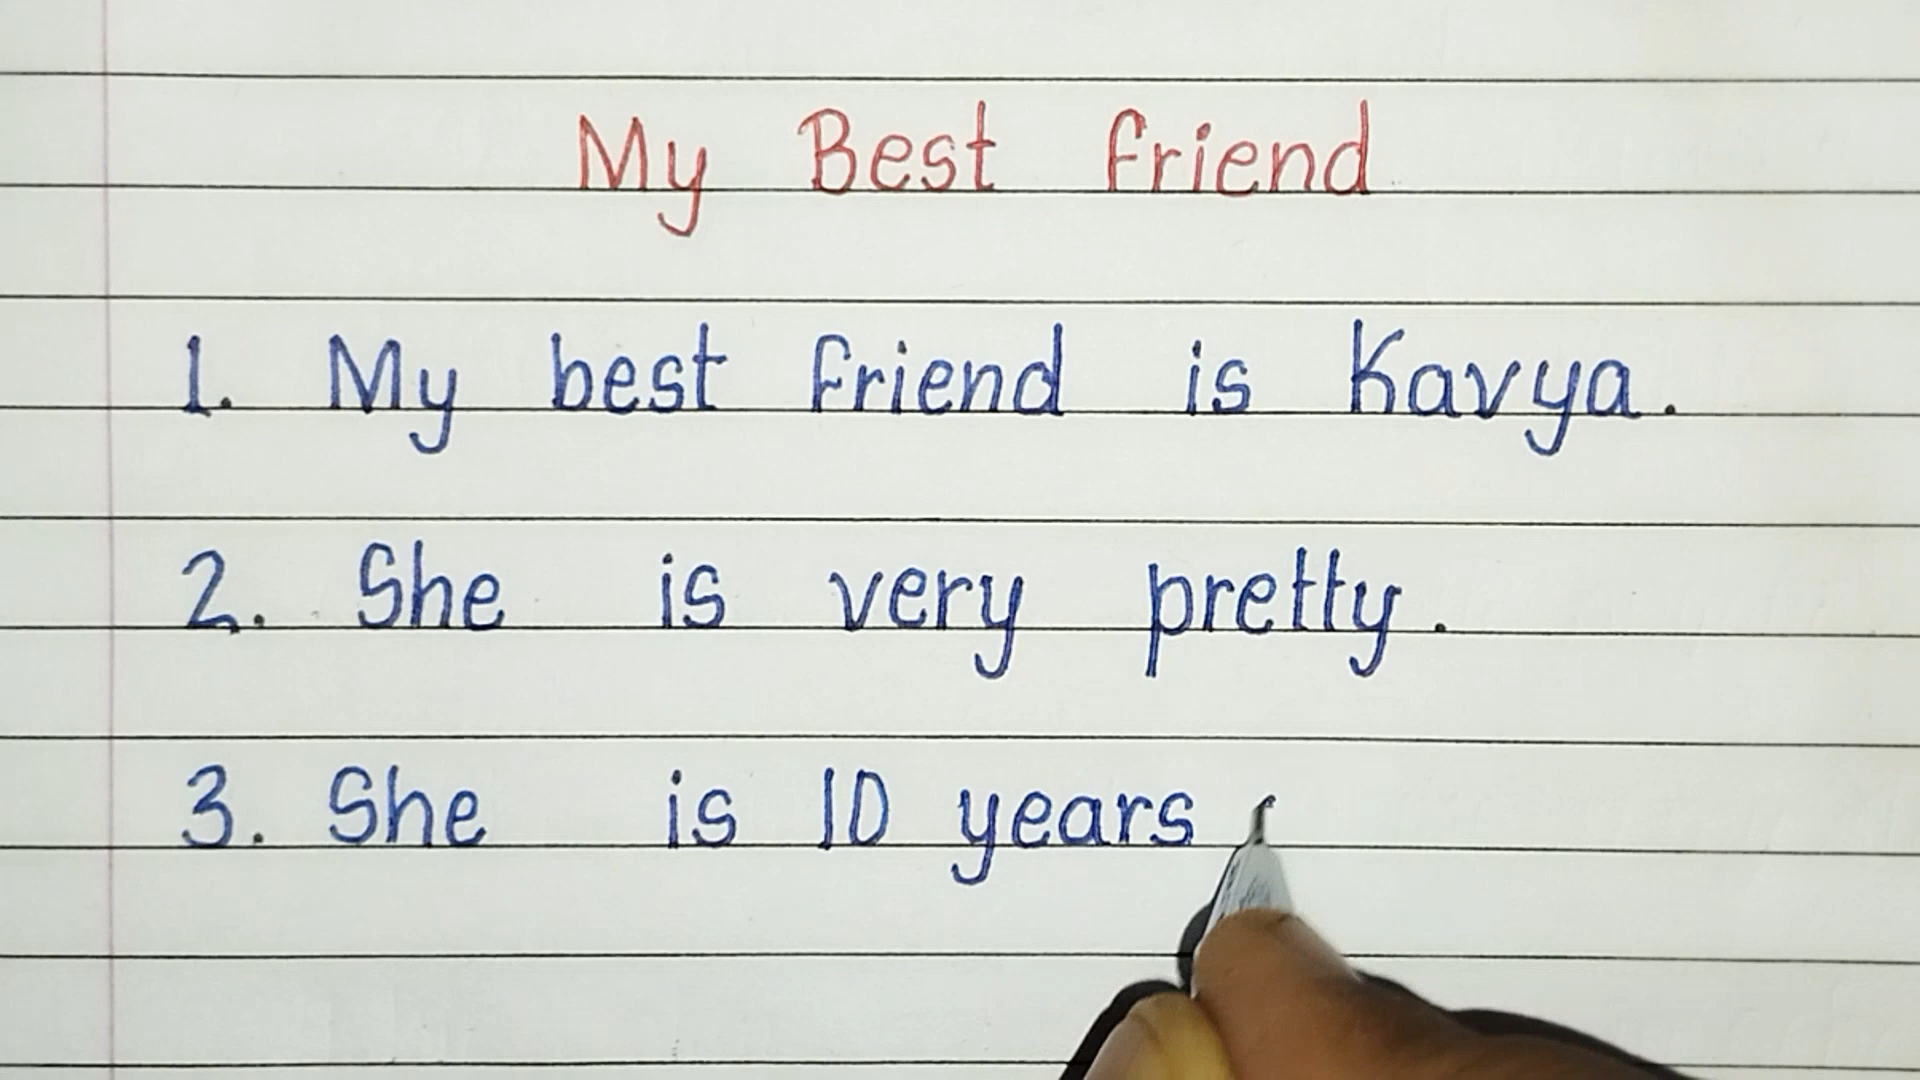 My Best friend
1. My best friend is Kavya.
2. She is very pretty.
3. She is 10 years